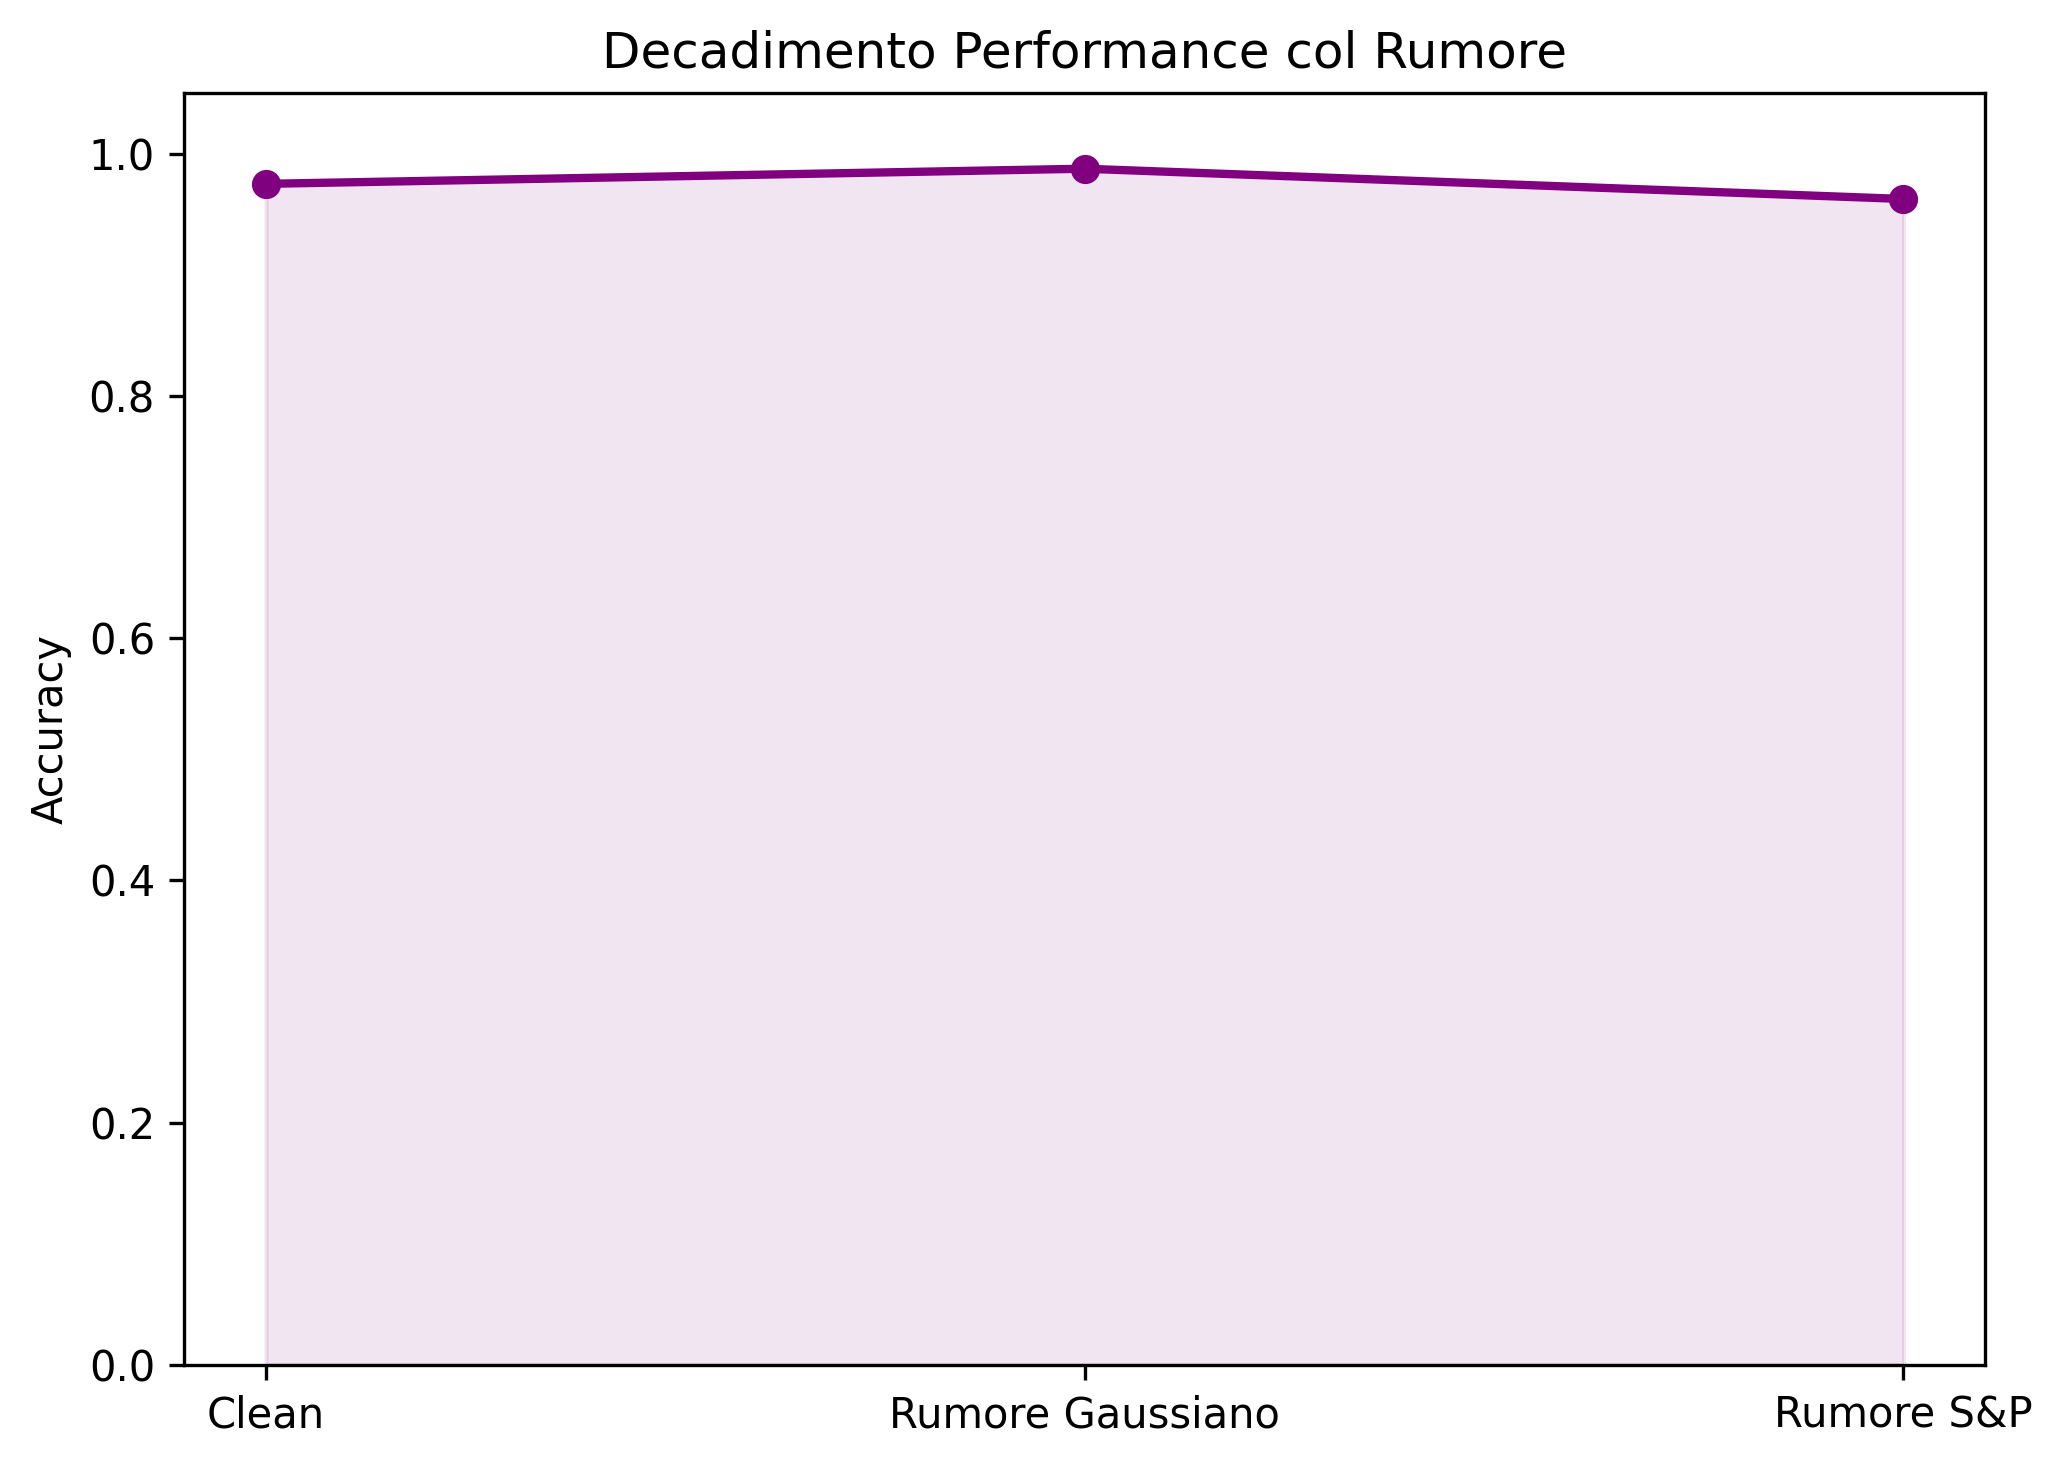 Decadimento Performance col Rumore
Accuracy
1.0
0.8
0.6
0.4
0.2
0.0
Clean
Rumore Gaussiano
Rumore S&P